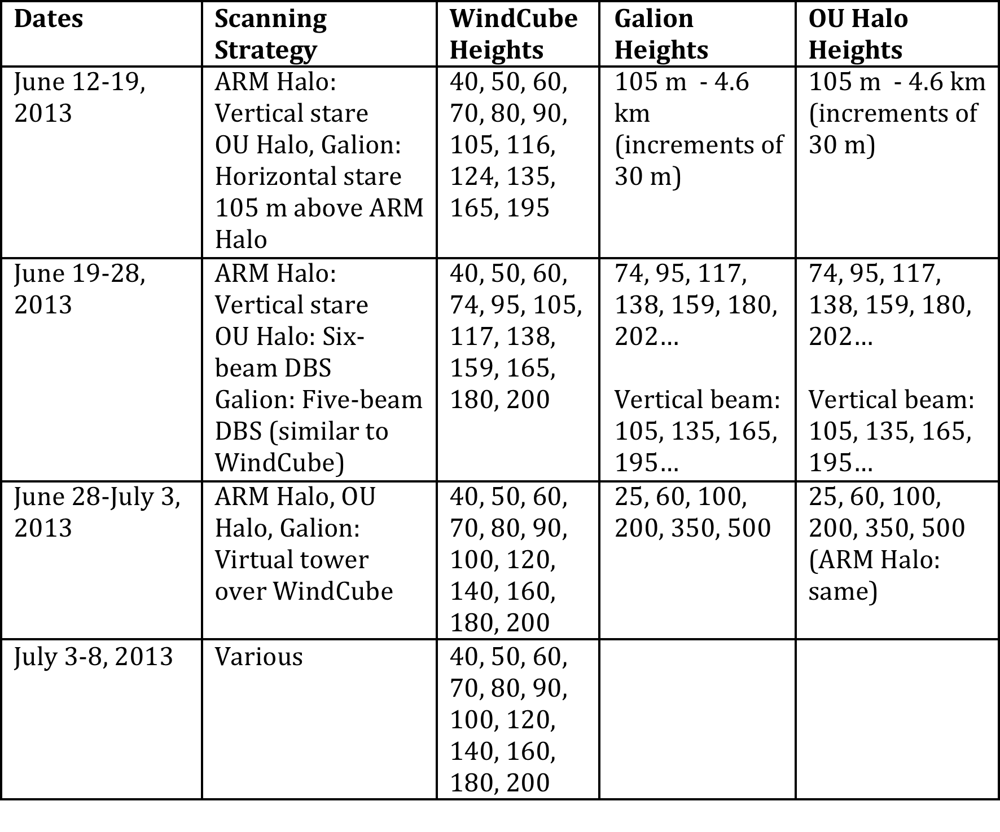 Dates
Scanning
Strategy
WindCube
Heights
Galion
Heights
OU Halo
Heights
June 12-19,
2013
ARM Halo:
Vertical stare
OU Halo, Galion:
Horizontal stare
105 m above ARM
Halo
40, 50, 60,
70, 80, 90,
105, 116,
124, 135,
165, 195
105 m  - 4.6
km
(increments of
30 m)
105 m  - 4.6 km
(increments of
30 m)
June 19-28,
2013
ARM Halo:
Vertical stare
OU Halo: Six-
beam DBS
Galion: Five-beam
DBS (similar to
WindCube)
40, 50, 60,
74, 95, 105,
117, 138,
159, 165,
180, 200
74, 95, 117,
138, 159, 180,
202…
Vertical beam:
105, 135, 165,
195…
74, 95, 117,
138, 159, 180,
202…
Vertical beam:
105, 135, 165,
195…
June 28-July 3,
2013
ARM Halo, OU
Halo, Galion:
Virtual tower
over WindCube
40, 50, 60,
70, 80, 90,
100, 120,
140, 160,
180, 200
25, 60, 100,
200, 350, 500
25, 60, 100,
200, 350, 500
(ARM Halo:
same)
July 3-8, 2013
Various
40, 50, 60,
70, 80, 90,
100, 120,
140, 160,
180, 200